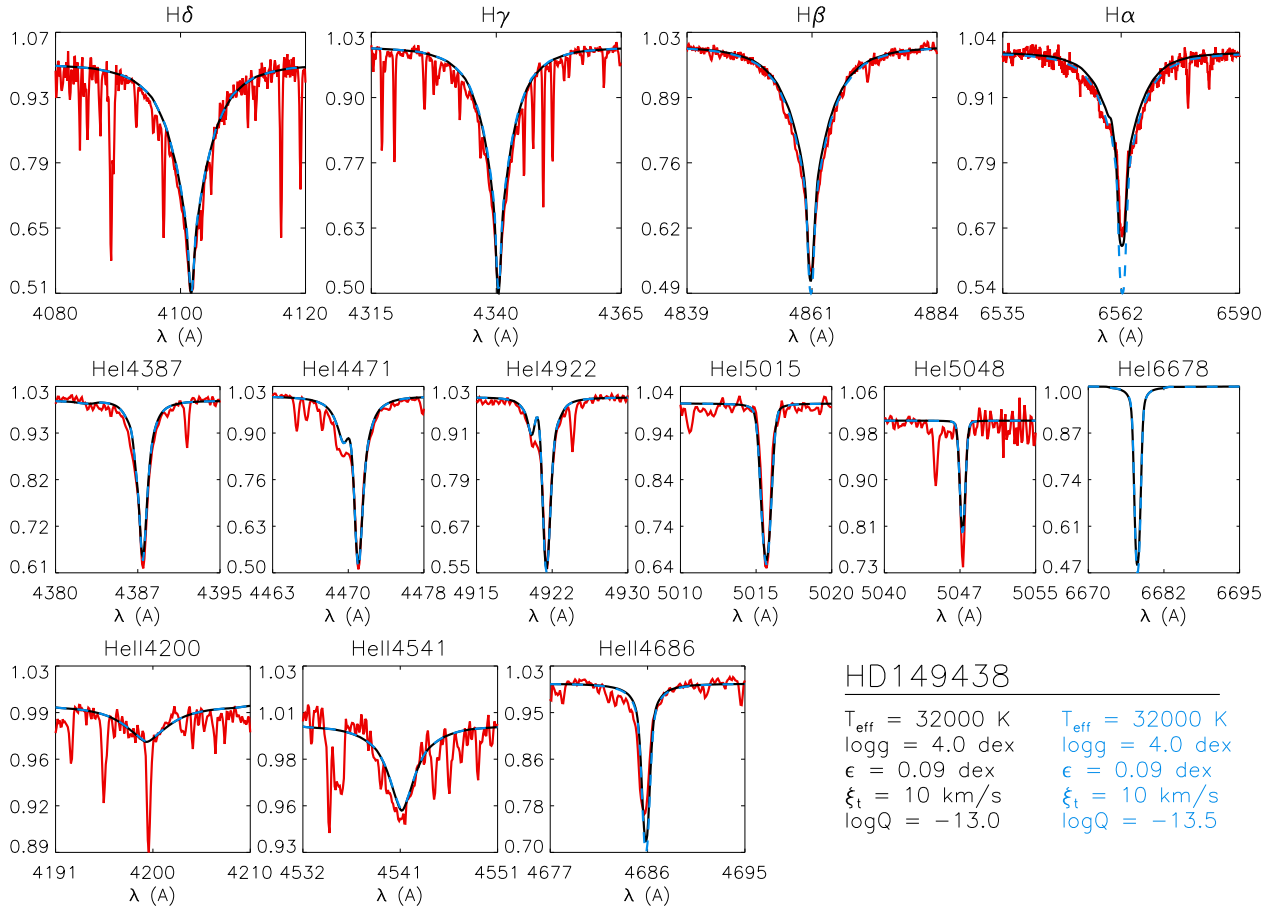 Hδ Hγ Hβ Hα
1.07 1.03 1.03 1.04
0.93 0.90 0.89 0.91
0.79 0.77 0.76 0.79
0.65 0.63 0.62 0.67
0.51 0.50 0.49 0.54
4080 4100 4120 4315 4340 4365 4839 4861 4884 6535 6562 6590
λ (A) λ (A) λ (A) λ (A)
HeI4387 HeI4471 HeI4922 HeI5015 HeI5048 HeI6678
1.03 1.03 1.03 1.04 1.06 1.00
0.93 0.90 0.91 0.94 0.98 0.87
0.82 0.76 0.79 0.84 0.90 0.74
0.72 0.63 0.67 0.74 0.81 0.61
0.61 0.50 0.55 0.64 0.73 0.47
4380 4387 4395 4463 4470 4478 4915 4922 4930 5010 5015 5020 5040 5047 5055 6670 6682 6695
λ (A) λ (A) λ (A) λ (A) λ (A) λ (A)
HeII4200 HeII4541 HeII4686
1.03 1.03 1.03
0.99 1.01 0.95
0.96 0.98 0.86
0.92 0.96 0.78
0.89 0.93 0.70
4191 4200 4210 4532 4541 4551 4677 4686 4695
λ (A) λ (A) λ (A)
HD149438
T_eff = 32000 K
logg = 4.0 dex
ϵ = 0.09 dex
ξ_t = 10 km/s
logQ = −13.0
T_eff = 32000 K
logg = 4.0 dex
ϵ = 0.09 dex
ξ_t = 10 km/s
logQ = −13.5